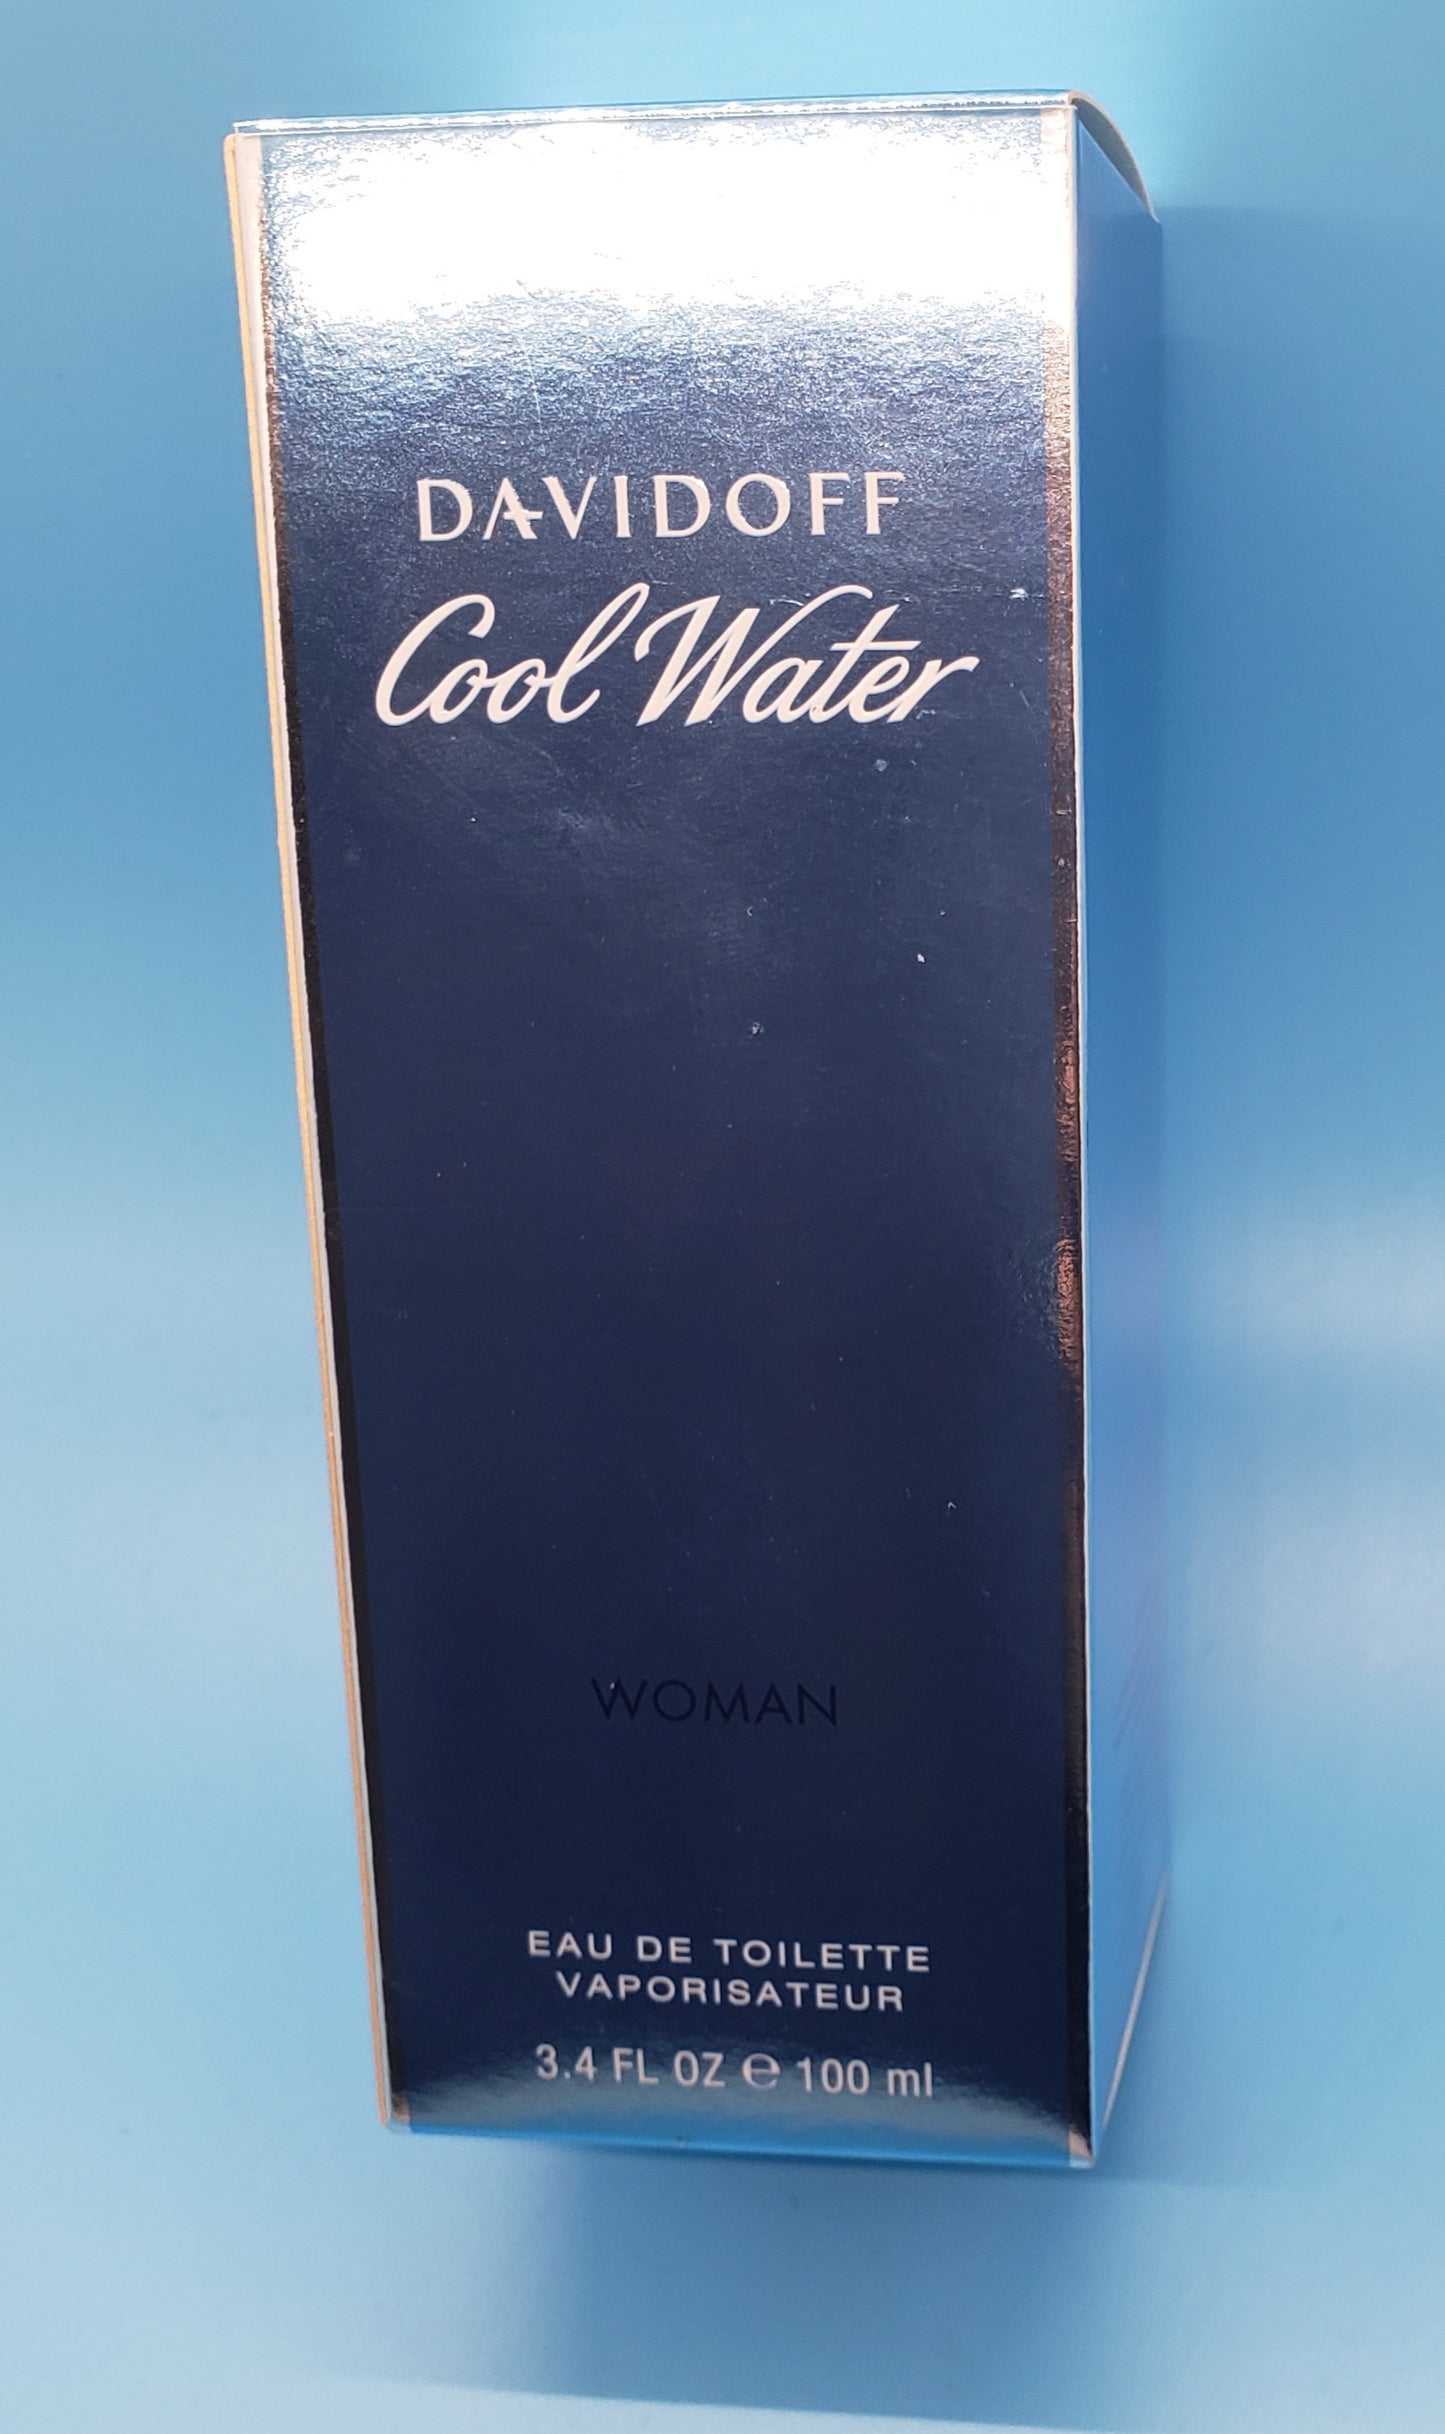 DAVIDOFF
Cool Water
WOMAN
EAU DE TOILETTE
VAPORISATEUR
3.4 FL OZ ℮ 100 ml